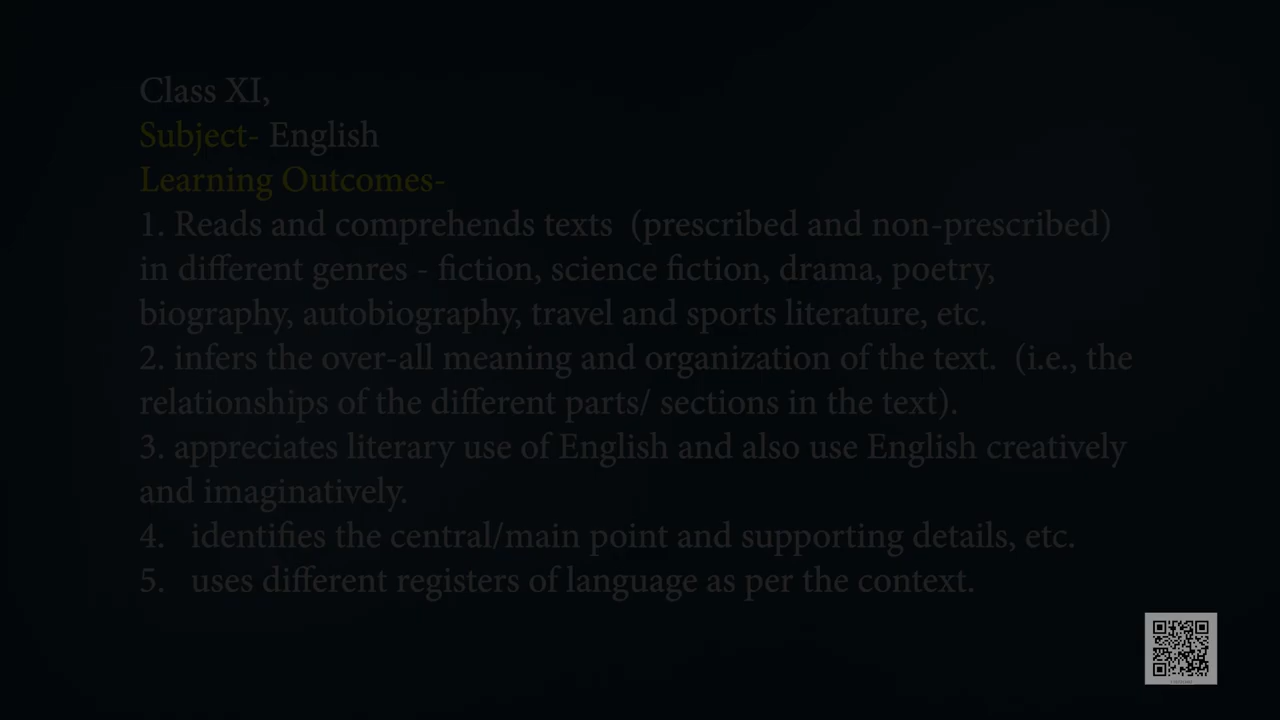 Class XI,
Subject- English
Learning Outcomes-
1. Reads and comprehends texts  (prescribed and non-prescribed)
in different genres - fiction, science fiction, drama, poetry,
biography, autobiography, travel and sports literature, etc.
2. infers the over-all meaning and organization of the text.  (i.e., the
relationships of the different parts/ sections in the text).
3. appreciates literary use of English and also use English creatively
and imaginatively.
4.   identifies the central/main point and supporting details, etc.
5.   uses different registers of language as per the context.